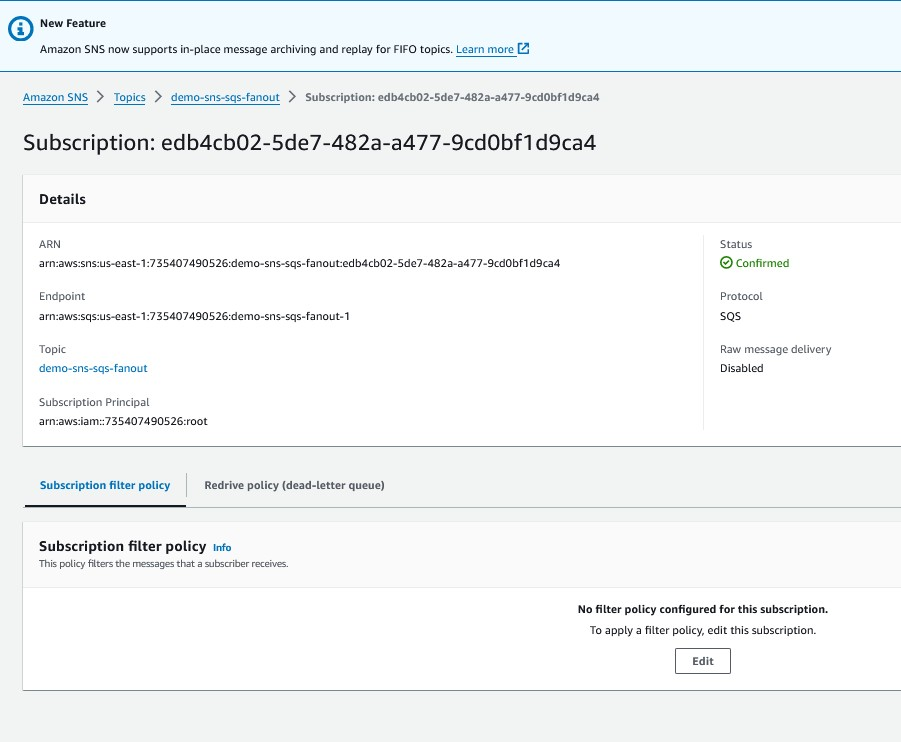 New Feature
Amazon SNS now supports in-place message archiving and replay for FIFO topics. Learn more
Amazon SNS > Topics > demo-sns-sqs-fanout > Subscription: edb4cb02-5de7-482a-a477-9cd0bf1d9ca4
Subscription: edb4cb02-5de7-482a-a477-9cd0bf1d9ca4
Details
ARN
arn:aws:sns:us-east-1:735407490526:demo-sns-sqs-fanout:edb4cb02-5de7-482a-a477-9cd0bf1d9ca4
Endpoint
arn:aws:sqs:us-east-1:735407490526:demo-sns-sqs-fanout-1
Topic
demo-sns-sqs-fanout
Subscription Principal
arn:aws:iam::735407490526:root
Status
Confirmed
Protocol
SQS
Raw message delivery
Disabled
Subscription filter policy
Redrive policy (dead-letter queue)
Subscription filter policy Info
This policy filters the messages that a subscriber receives.
No filter policy configured for this subscription.
To apply a filter policy, edit this subscription.
Edit